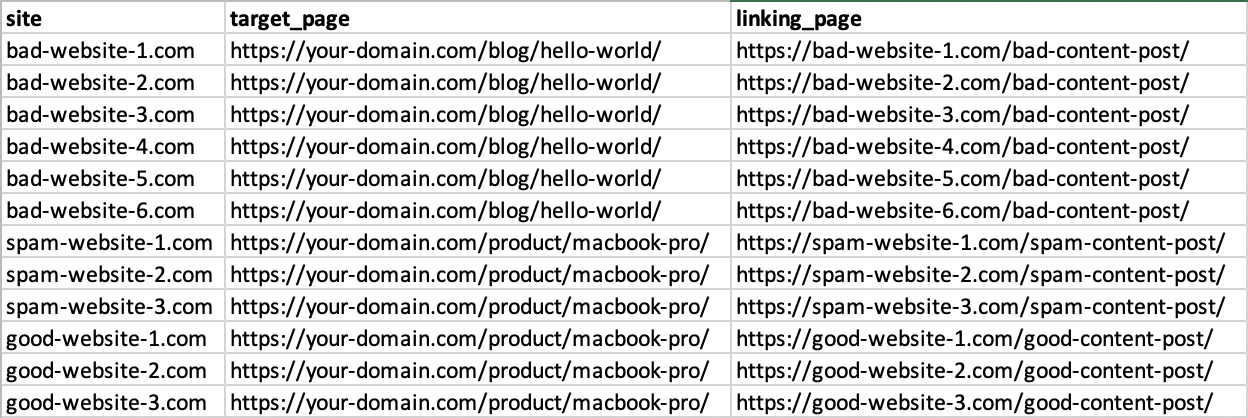 site target_page linking_page
bad-website-1.com https://your-domain.com/blog/hello-world/ https://bad-website-1.com/bad-content-post/
bad-website-2.com https://your-domain.com/blog/hello-world/ https://bad-website-2.com/bad-content-post/
bad-website-3.com https://your-domain.com/blog/hello-world/ https://bad-website-3.com/bad-content-post/
bad-website-4.com https://your-domain.com/blog/hello-world/ https://bad-website-4.com/bad-content-post/
bad-website-5.com https://your-domain.com/blog/hello-world/ https://bad-website-5.com/bad-content-post/
bad-website-6.com https://your-domain.com/blog/hello-world/ https://bad-website-6.com/bad-content-post/
spam-website-1.com https://your-domain.com/product/macbook-pro/ https://spam-website-1.com/spam-content-post/
spam-website-2.com https://your-domain.com/product/macbook-pro/ https://spam-website-2.com/spam-content-post/
spam-website-3.com https://your-domain.com/product/macbook-pro/ https://spam-website-3.com/spam-content-post/
good-website-1.com https://your-domain.com/product/macbook-pro/ https://good-website-1.com/good-content-post/
good-website-2.com https://your-domain.com/product/macbook-pro/ https://good-website-2.com/good-content-post/
good-website-3.com https://your-domain.com/product/macbook-pro/ https://good-website-3.com/good-content-post/